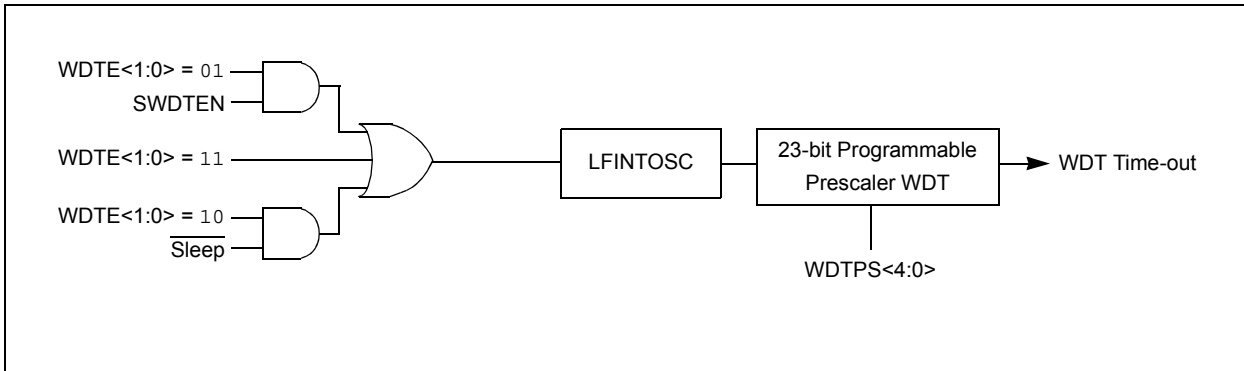 WDTE<1:0> = 01
SWDTEN
WDTE<1:0> = 11
WDTE<1:0> = 10
Sleep
LFINTOSC
23-bit Programmable
Prescaler WDT
WDT Time-out
WDTPS<4:0>